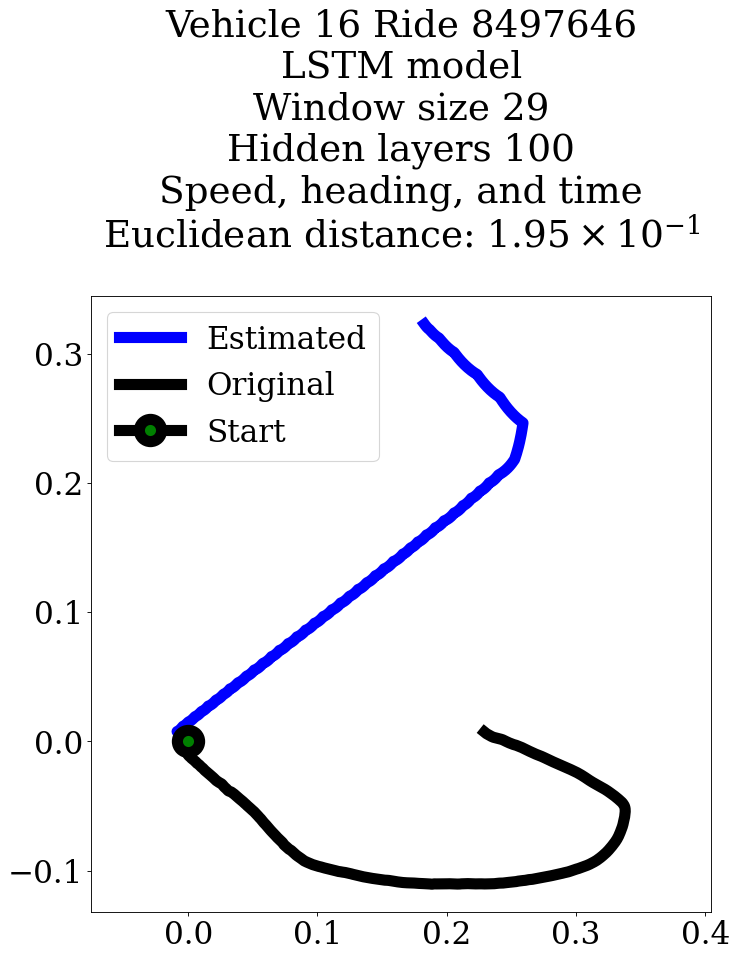 Vehicle 16 Ride 8497646
LSTM model
Window size 29
Hidden layers 100
Speed, heading, and time
Euclidean distance: 1.95 × 10⁻¹
Estimated
Original
Start
0.3
0.2
0.1
0.0
−0.1
0.0 0.1 0.2 0.3 0.4